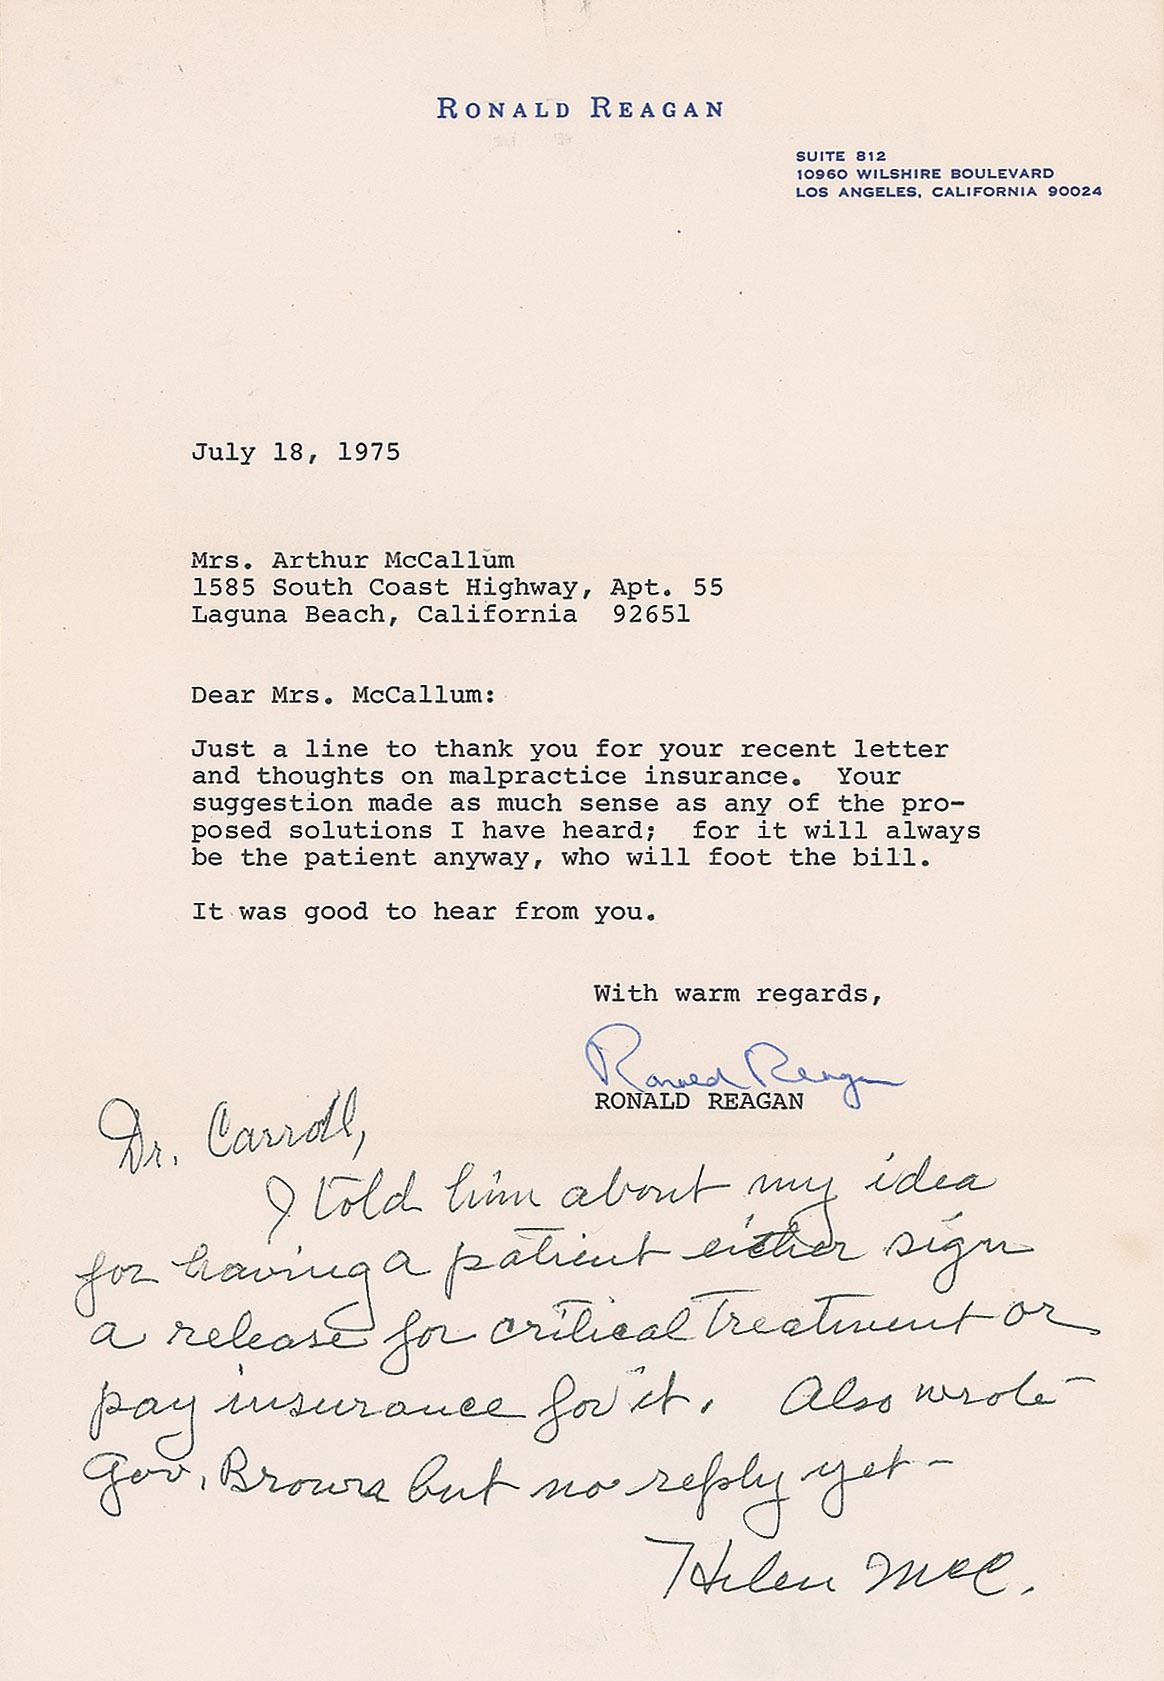 RONALD REAGAN
SUITE 812
10960 WILSHIRE BOULEVARD
LOS ANGELES, CALIFORNIA 90024
July 18, 1975
Mrs. Arthur McCallum
1585 South Coast Highway, Apt. 55
Laguna Beach, California  92651
Dear Mrs. McCallum:
Just a line to thank you for your recent letter
and thoughts on malpractice insurance.  Your
suggestion made as much sense as any of the pro-
posed solutions I have heard;  for it will always
be the patient anyway, who will foot the bill.
It was good to hear from you.
With warm regards,
Ronald Reagan
RONALD REAGAN
Dr. Carroll,
I told him about my idea
for having a patient either sign
a release for critical treatment or
pay insurance for it. Also wrote
Gov. Brown but no reply yet –
Helen McC.